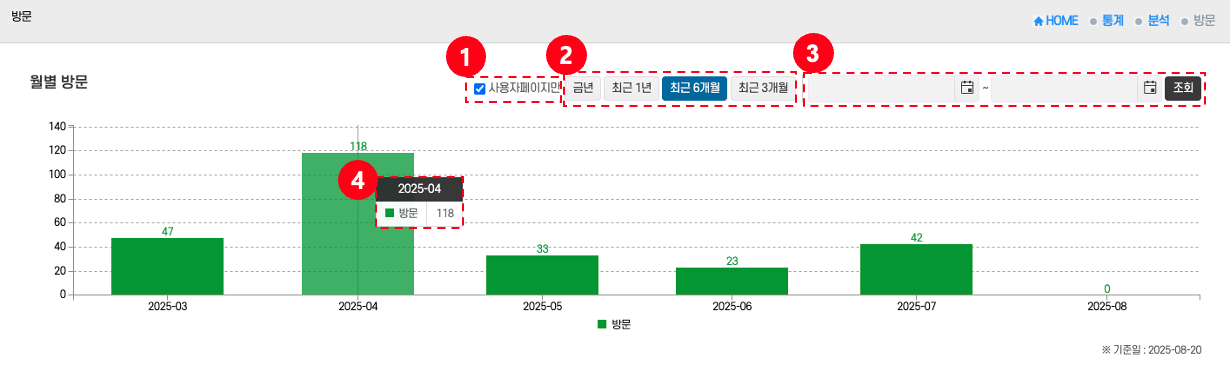 방문
HOME 통계 분석 방문
월별 방문
1 2 3
사용자페이지만 금년 최근 1년 최근 6개월 최근 3개월 ~ 조회
140
120
100
80
60
40
20
0
47 118 33 23 42 0
4
2025-04
방문 118
2025-03 2025-04 2025-05 2025-06 2025-07 2025-08
방문
※ 기준일 : 2025-08-20